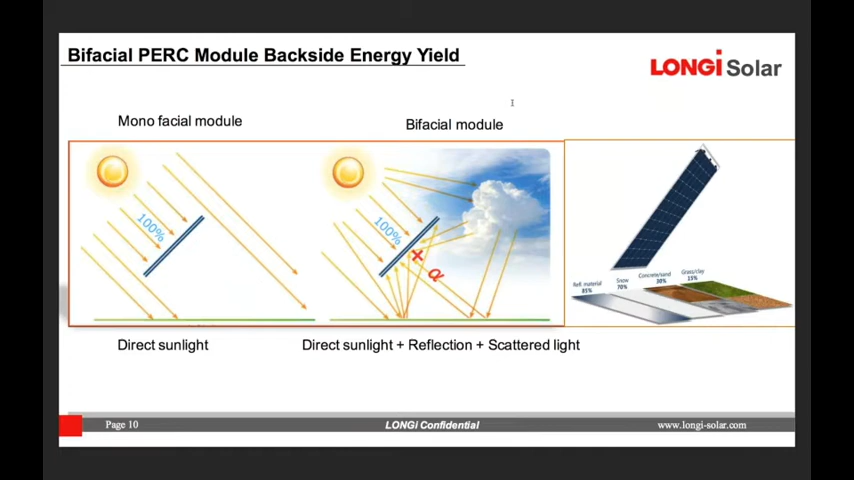 Bifacial PERC Module Backside Energy Yield
LONGi Solar
Mono facial module
Bifacial module
100%
100%
α
Refl. material
85%
Snow
70%
Concrete/sand
30%
Grass/clay
15%
Direct sunlight
Direct sunlight + Reflection + Scattered light
Page 10
LONGi Confidential
www.longi-solar.com